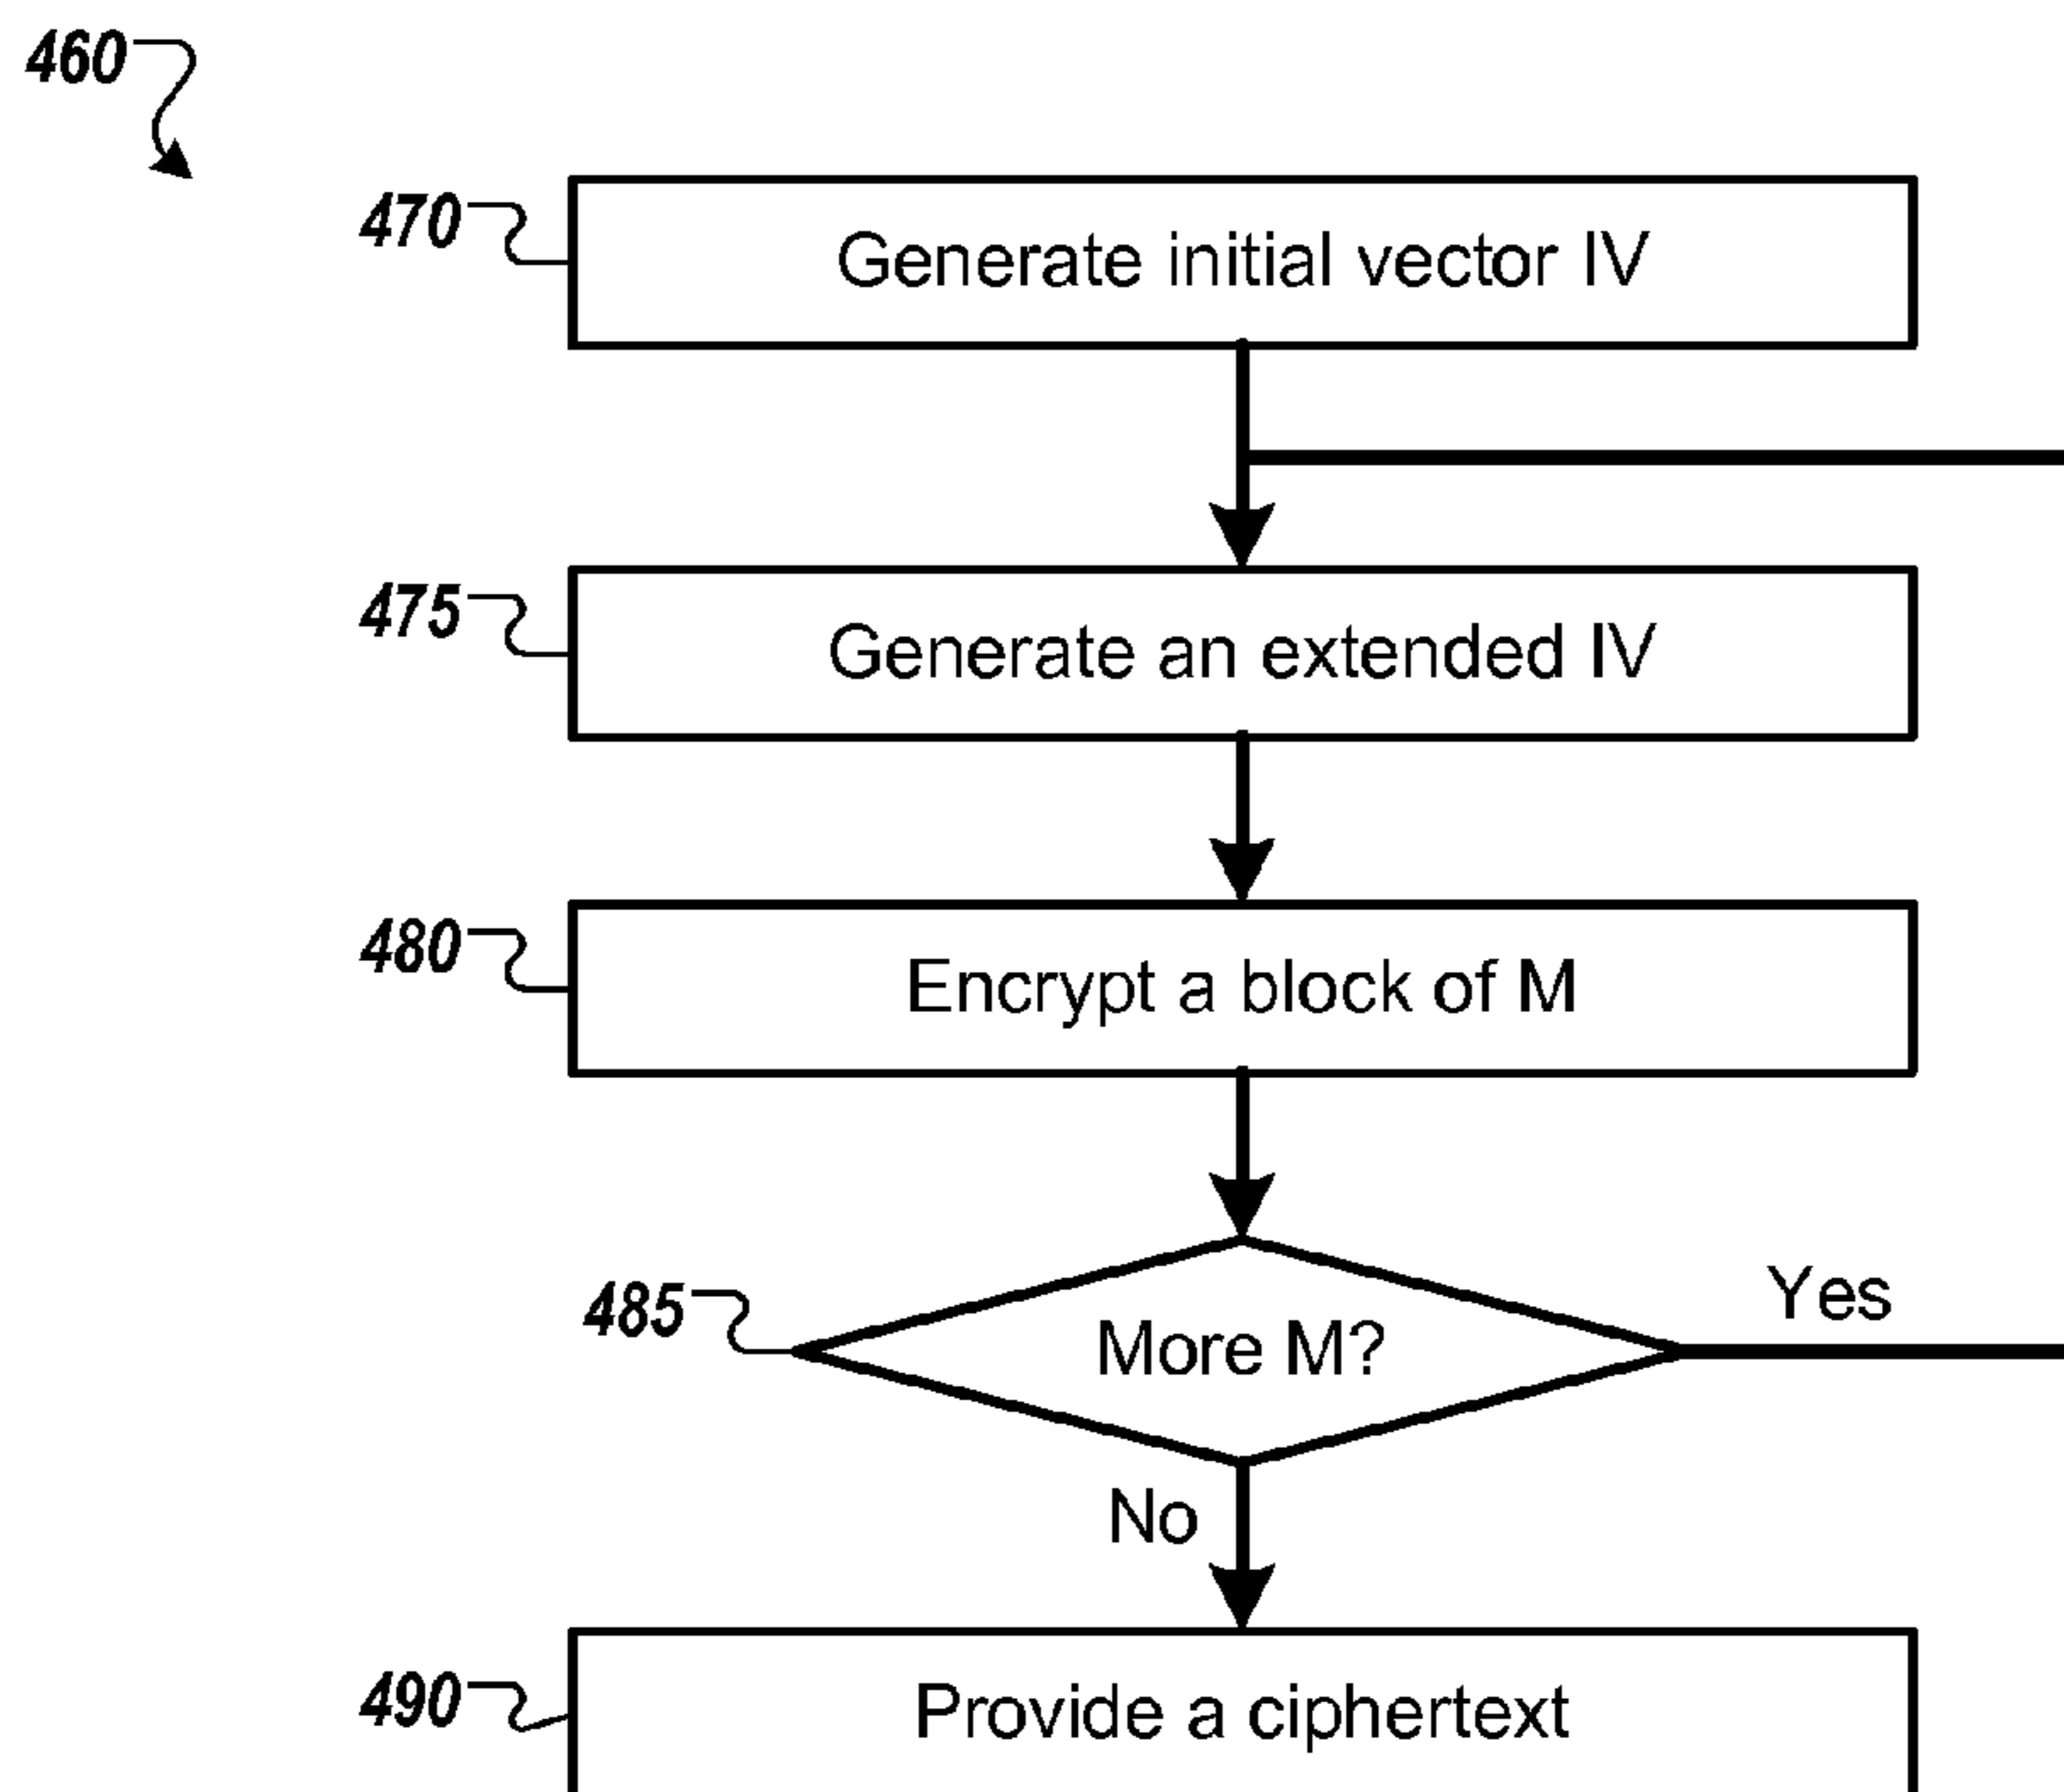 460
470
Generate initial vector IV
475
Generate an extended IV
480
Encrypt a block of M
485
More M?
Yes
No
490
Provide a ciphertext